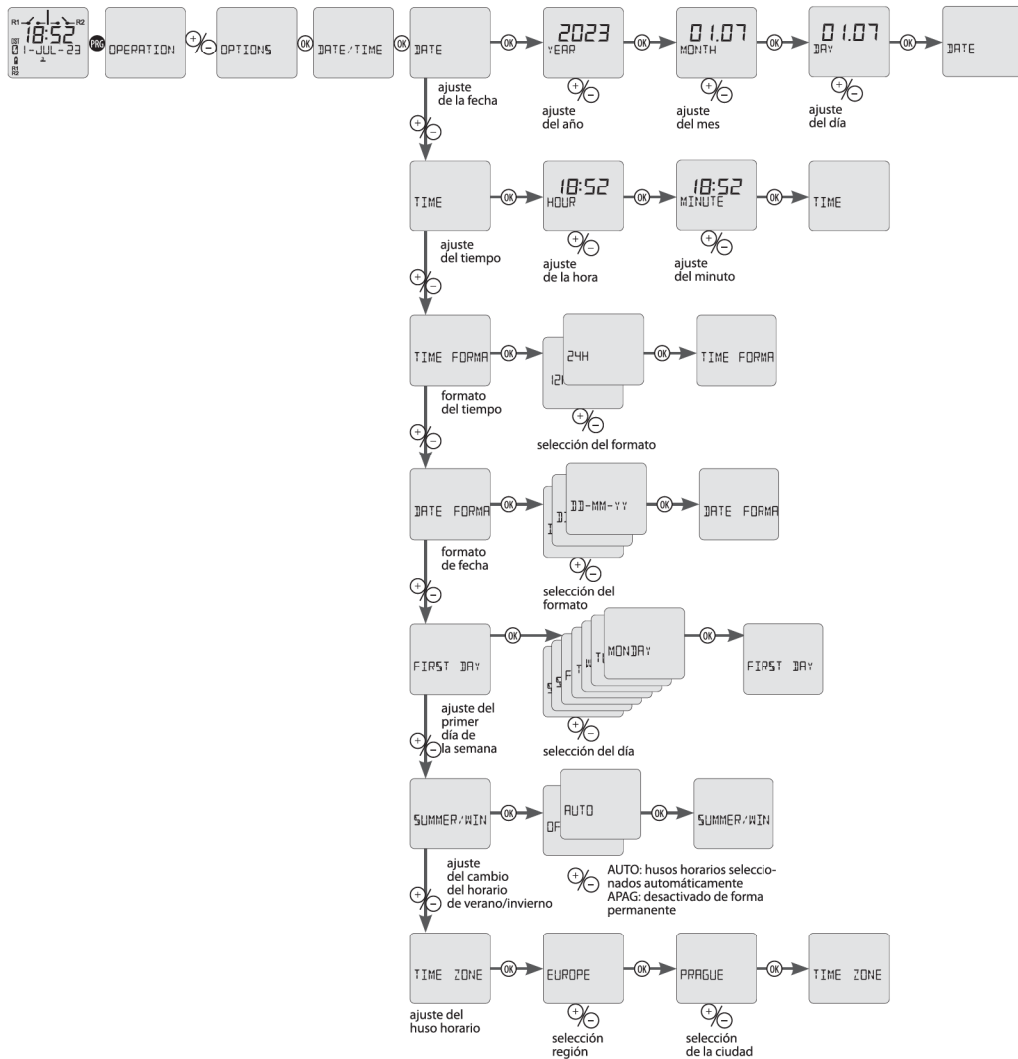 R1 R2
18:52
01-JUL-23
R1
R2
PRG
OPERATION
+/-
OPTIONS
OK
DATE/TIME
OK
DATE
OK
2023
YEAR
OK
01.07
MONTH
OK
01.07
DAY
OK
DATE
ajuste
de la fecha
+/-
+/-
ajuste
del año
+/-
ajuste
del mes
+/-
ajuste
del día
TIME
OK
18:52
HOUR
OK
18:52
MINUTE
OK
TIME
ajuste
del tiempo
+/-
+/-
ajuste
de la hora
+/-
ajuste
del minuto
TIME FORMA
OK
24H
OK
TIME FORMA
formato
del tiempo
+/-
+/-
selección del formato
DATE FORMA
OK
DD-MM-YY
OK
DATE FORMA
formato
de fecha
+/-
+/-
selección del
formato
FIRST DAY
OK
MONDAY
OK
FIRST DAY
ajuste del
primer
día de
la semana
+/-
+/-
selección del día
SUMMER/WIN
OK
AUTO
OF
OK
SUMMER/WIN
ajuste
del cambio
del horario
de verano/invierno
+/-
+/-
AUTO: husos horarios seleccio-
nados automáticamente
APAG: desactivado de forma
permanente
TIME ZONE
OK
EUROPE
OK
PRAGUE
OK
TIME ZONE
ajuste del
huso horario
+/-
selección
región
+/-
selección
de la ciudad